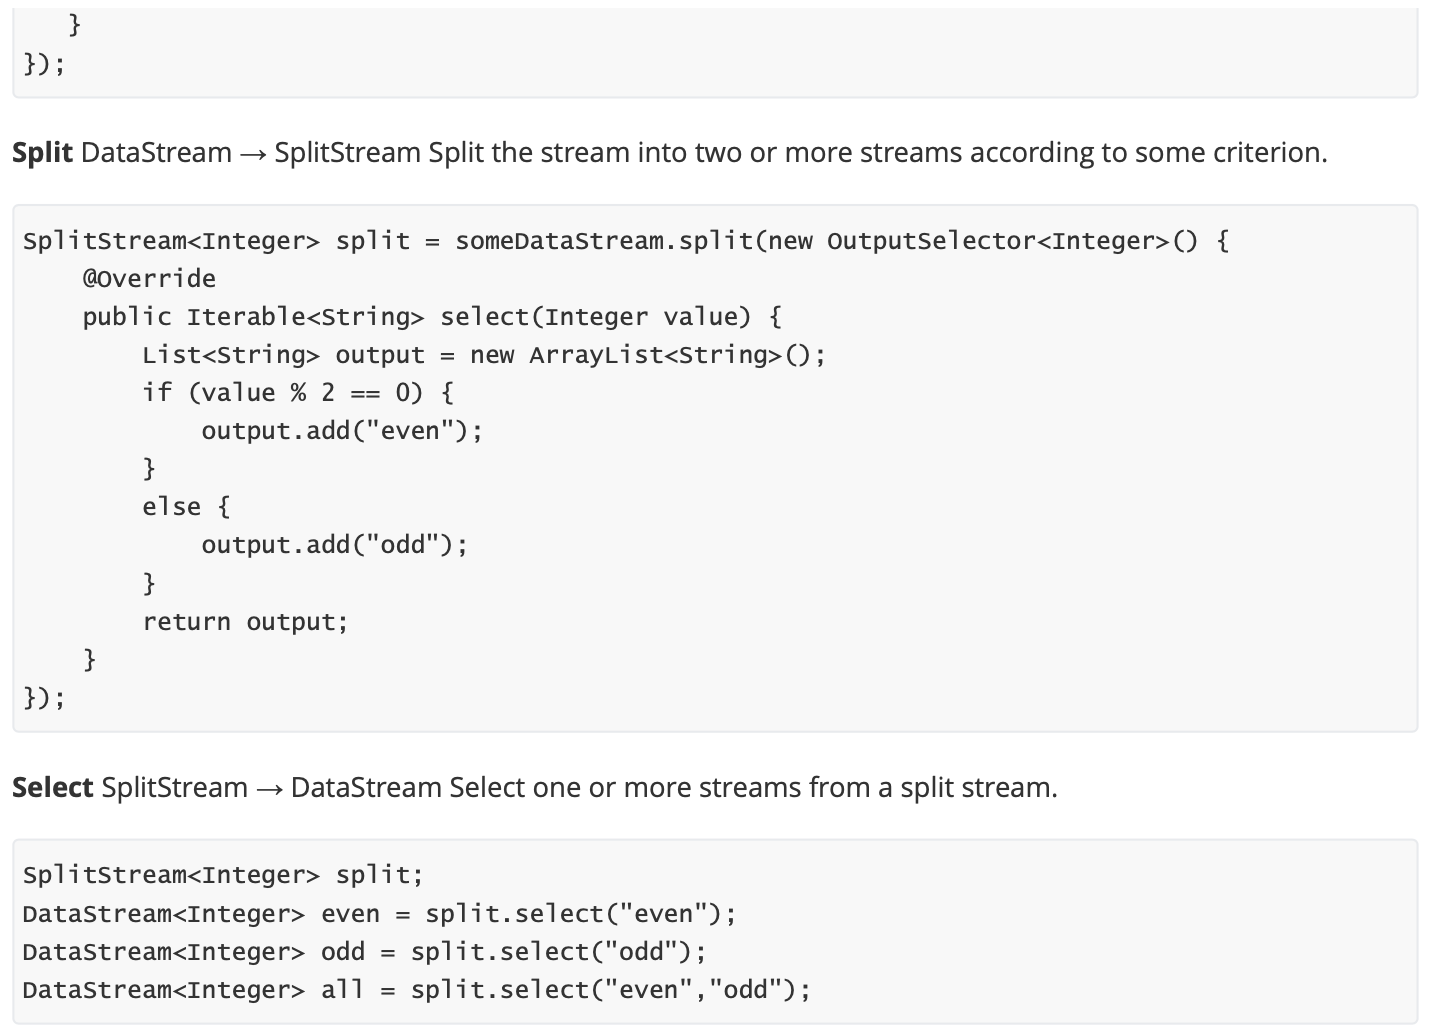 }
});
Split DataStream → SplitStream Split the stream into two or more streams according to some criterion.
SplitStream<Integer> split = someDataStream.split(new OutputSelector<Integer>() {
    @Override
    public Iterable<String> select(Integer value) {
        List<String> output = new ArrayList<String>();
        if (value % 2 == 0) {
            output.add("even");
        }
        else {
            output.add("odd");
        }
        return output;
    }
});
Select SplitStream → DataStream Select one or more streams from a split stream.
SplitStream<Integer> split;
DataStream<Integer> even = split.select("even");
DataStream<Integer> odd = split.select("odd");
DataStream<Integer> all = split.select("even","odd");